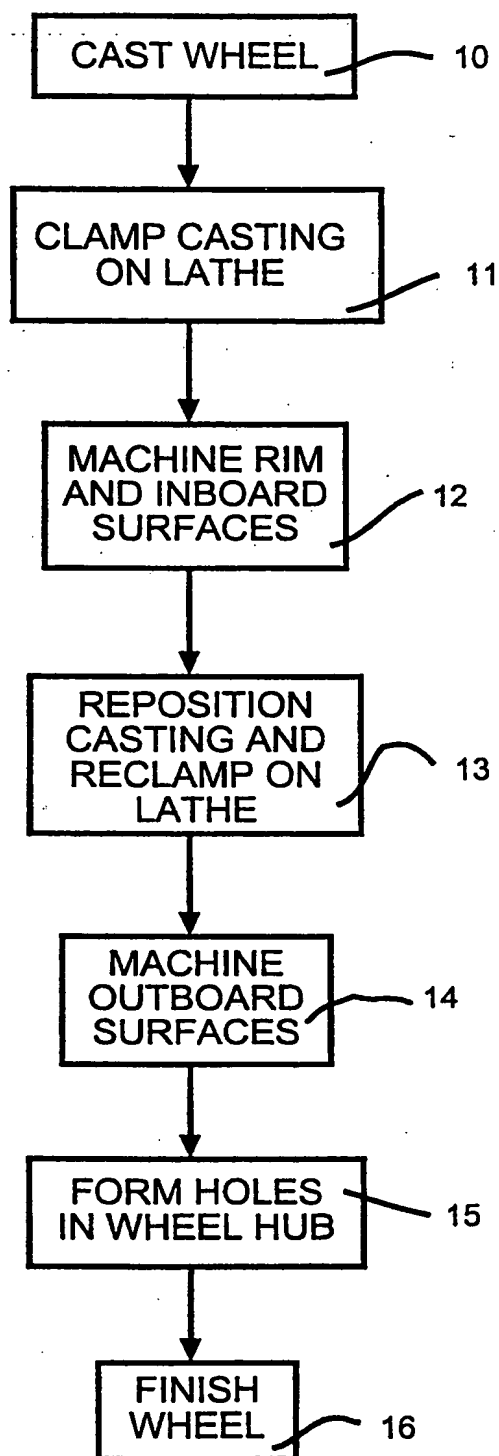 CAST WHEEL
10
CLAMP CASTING
ON LATHE
11
MACHINE RIM
AND INBOARD
SURFACES
12
REPOSITION
CASTING AND
RECLAMP ON
LATHE
13
MACHINE
OUTBOARD
SURFACES
14
FORM HOLES
IN WHEEL HUB
15
FINISH
WHEEL
16